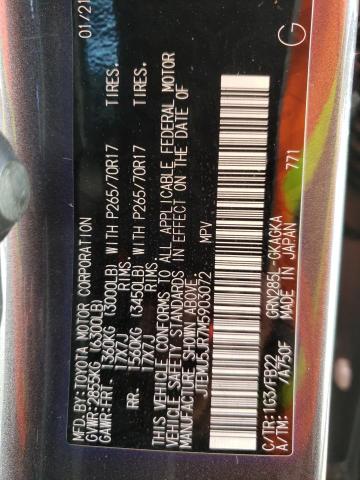 MFD.BY:TOYOTA MOTOR CORPORATION 01/21
GVWR:2855KG (6300LB)
GAWR:FRT- 1360KG (3000LB) WITH P265/70R17 TIRES.
17X7J RIMS.
RR. 1560KG (3450LB) WITH P265/70R17 TIRES.
17X7J RIMS.
THIS VEHICLE CONFORMS TO ALL APPLICABLE FEDERAL MOTOR
VEHICLE SAFETY STANDARDS IN EFFECT ON THE DATE OF
MANUFACTURE SHOWN ABOVE.
JTEMU5JR7M5903072 MPV
771 G
C/TR:1G3/FB22 GRN285L-GKAGKA
A/TM: /A750F MADE IN JAPAN